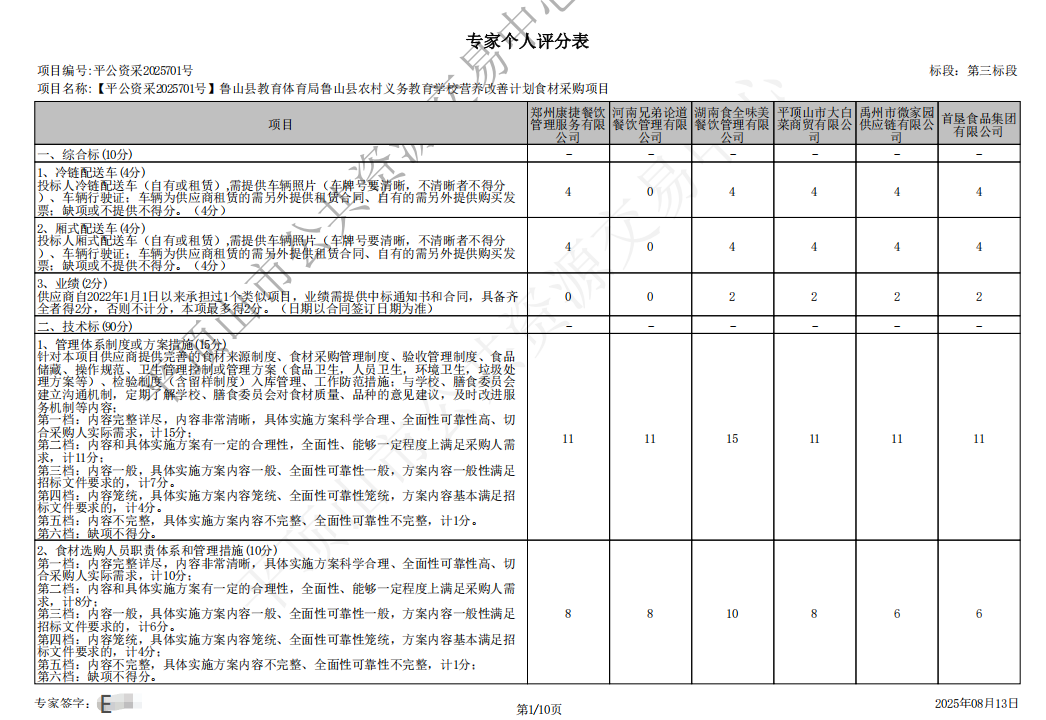 专家个人评分表
项目编号:平公资采2025701号
标段：第三标段
项目名称:【平公资采2025701号】鲁山县教育体育局鲁山县农村义务教育学校营养改善计划食材采购项目
项目
郑州康捷餐饮管理服务有限公司
河南兄弟论道餐饮管理有限公司
湖南食全味美餐饮管理有限公司
平顶山市大白菜商贸有限公司
禹州市微家园供应链有限公司
首垦食品集团有限公司
一、综合标(10分)
– – – – – –
1、冷链配送车(4分)
投标人冷链配送车（自有或租赁）,需提供车辆照片（车牌号要清晰，不清晰者不得分
）、车辆行驶证；车辆为供应商租赁的需另外提供租赁合同、自有的需另外提供购买发
票；缺项或不提供不得分。（4分）
4 0 4 4 4 4
2、厢式配送车(4分)
投标人厢式配送车（自有或租赁）,需提供车辆照片（车牌号要清晰，不清晰者不得分
）、车辆行驶证；车辆为供应商租赁的需另外提供租赁合同、自有的需另外提供购买发
票；缺项或不提供不得分。（4分）
4 0 4 4 4 4
3、业绩(2分)
供应商自2022年1月1日以来承担过1个类似项目，业绩需提供中标通知书和合同，具备齐
全者得2分，否则不计分，本项最多得2分。（日期以合同签订日期为准）
0 0 2 2 2 2
二、技术标(90分)
– – – – – –
1、管理体系制度或方案措施(15分)
针对本项目供应商提供完善的食材来源制度、食材采购管理制度、验收管理制度、食品
储藏、操作规范、卫生管理控制或管理方案（食品卫生，人员卫生，环境卫生，垃圾处
理方案等）、检验制度（含留样制度）入库管理、工作防范措施；与学校、膳食委员会
建立沟通机制，定期了解学校、膳食委员会对食材质量、品种的意见建议，及时改进服
务机制等内容；
第一档：内容完整详尽，内容非常清晰，具体实施方案科学合理、全面性可靠性高、切
合采购人实际需求，计15分；
第二档：内容和具体实施方案有一定的合理性，全面性、能够一定程度上满足采购人需
求，计11分；
第三档：内容一般，具体实施方案内容一般、全面性可靠性一般，方案内容一般性满足
招标文件要求的，计7分。
第四档：内容笼统，具体实施方案内容笼统、全面性可靠性笼统，方案内容基本满足招
标文件要求的，计4分。
第五档：内容不完整，具体实施方案内容不完整、全面性可靠性不完整，计1分。
第六档：缺项不得分。
11 11 15 11 11 11
2、食材选购人员职责体系和管理措施(10分)
第一档：内容完整详尽，内容非常清晰，具体实施方案科学合理、全面性可靠性高、切
合采购人实际需求，计10分；
第二档：内容和具体实施方案有一定的合理性，全面性、能够一定程度上满足采购人需
求，计8分；
第三档：内容一般，具体实施方案内容一般、全面性可靠性一般，方案内容一般性满足
招标文件要求的，计6分。
第四档：内容笼统，具体实施方案内容笼统、全面性可靠性笼统，方案内容基本满足招
标文件要求的，计4分；
第五档：内容不完整，具体实施方案内容不完整、全面性可靠性不完整，计1分；
第六档：缺项不得分。
8 8 10 8 6 6
专家签字：
E
第1/10页
2025年08月13日
平顶山市公共资源交易中心
平顶山市公共资源交易中心